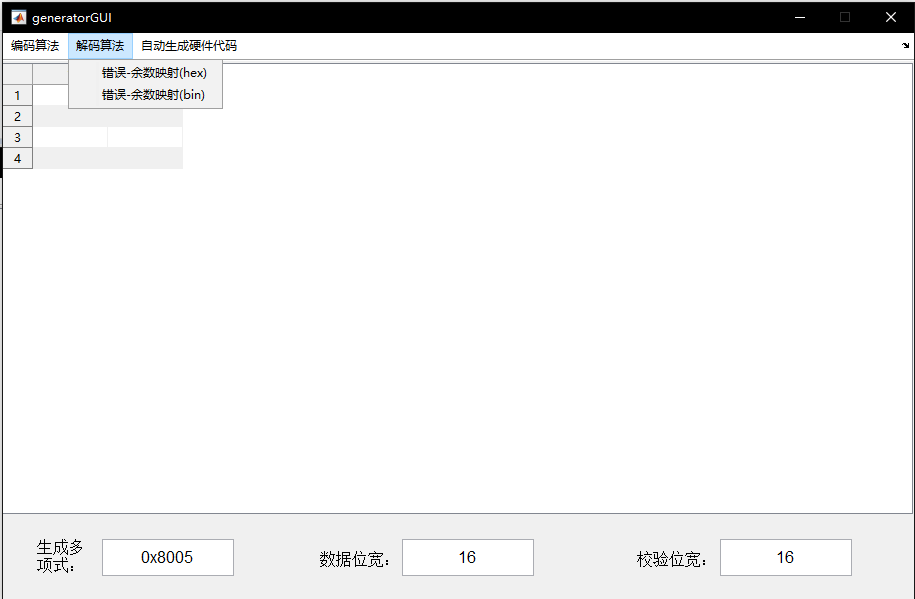 generatorGUI
编码算法 解码算法 自动生成硬件代码
错误-余数映射(hex)
错误-余数映射(bin)
1
2
3
4
生成多
项式：
0x8005
数据位宽：
16
校验位宽：
16